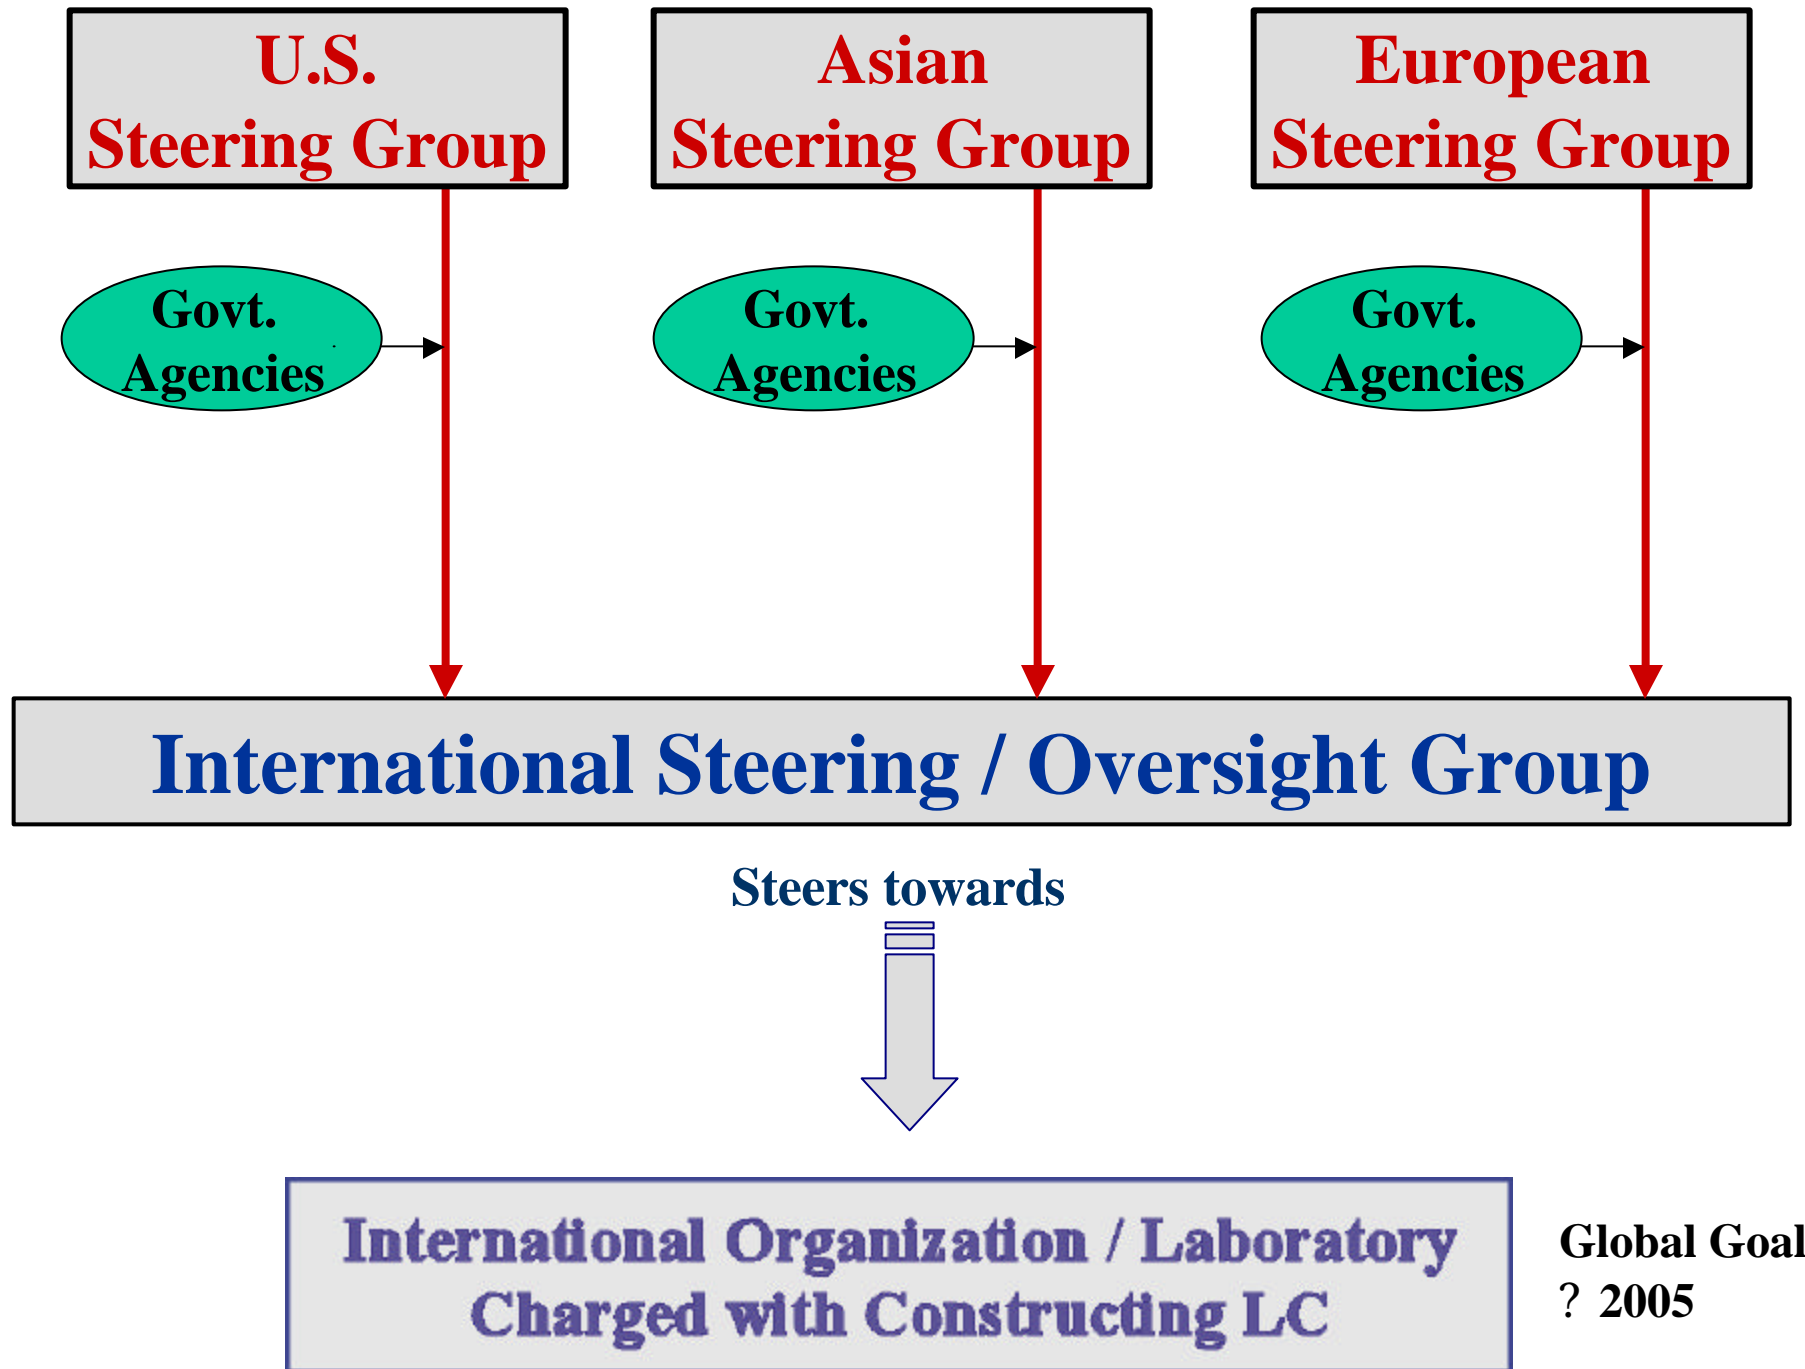 U.S.
Steering Group
Asian
Steering Group
European
Steering Group
Govt.
Agencies
Govt.
Agencies
Govt.
Agencies
International Steering / Oversight Group
Steers towards
International Organization / Laboratory
Charged with Constructing LC
Global Goal
? 2005